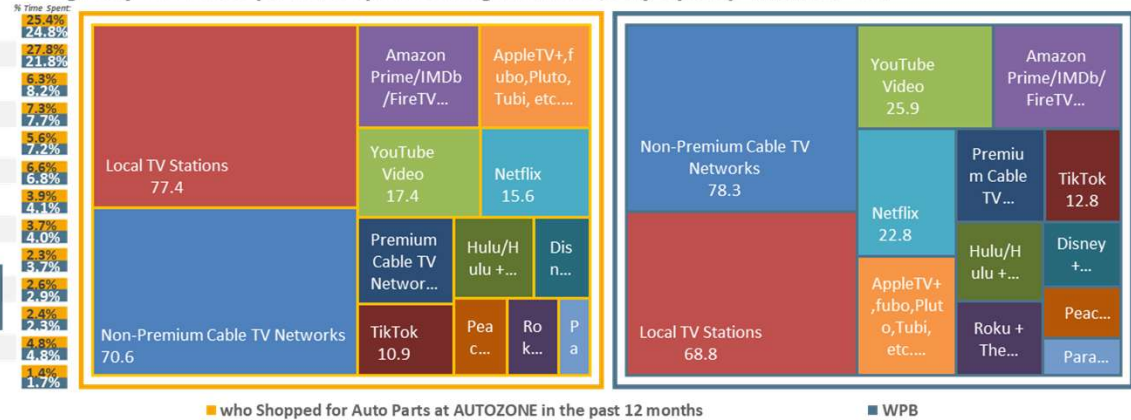 % Time Spent:
25.4%
24.8%
27.8%
21.8%
6.3%
8.2%
7.3%
7.7%
5.6%
7.2%
6.6%
6.8%
3.9%
4.1%
3.7%
4.0%
2.3%
3.7%
2.6%
2.9%
2.4%
2.3%
4.8%
4.8%
1.4%
1.7%
Local TV Stations
77.4
Non-Premium Cable TV Networks
70.6
Amazon
Prime/IMDb
/FireTV...
AppleTV+,f
ubo,Pluto,
Tubi, etc....
YouTube
Video
17.4
Netflix
15.6
Premium
Cable TV
Networ...
Hulu/H
ulu +...
Dis
n...
TikTok
10.9
Pea
c...
Ro
k...
P
a
Non-Premium Cable TV
Networks
78.3
Local TV Stations
68.8
YouTube
Video
25.9
Amazon
Prime/IMDb/
FireTV...
Netflix
22.8
Premiu
m Cable
TV...
TikTok
12.8
AppleTV+
,fubo,Plut
o,Tubi,
etc....
Hulu/H
ulu +...
Disney
+...
Roku +
The...
Peac...
Para...
who Shopped for Auto Parts at AUTOZONE in the past 12 months
WPB